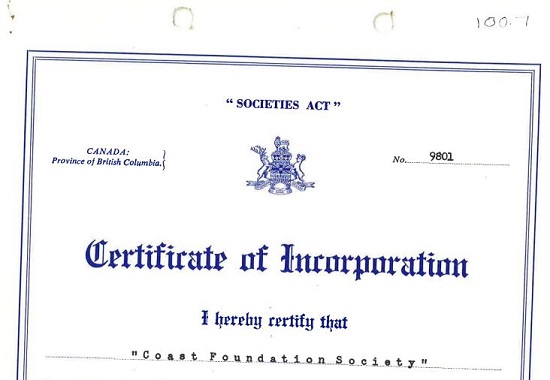 100.7
" SOCIETIES ACT "
CANADA:
Province of British Columbia.
No. 9801
Certificate of Incorporation
I hereby certify that
"Coast Foundation Society"